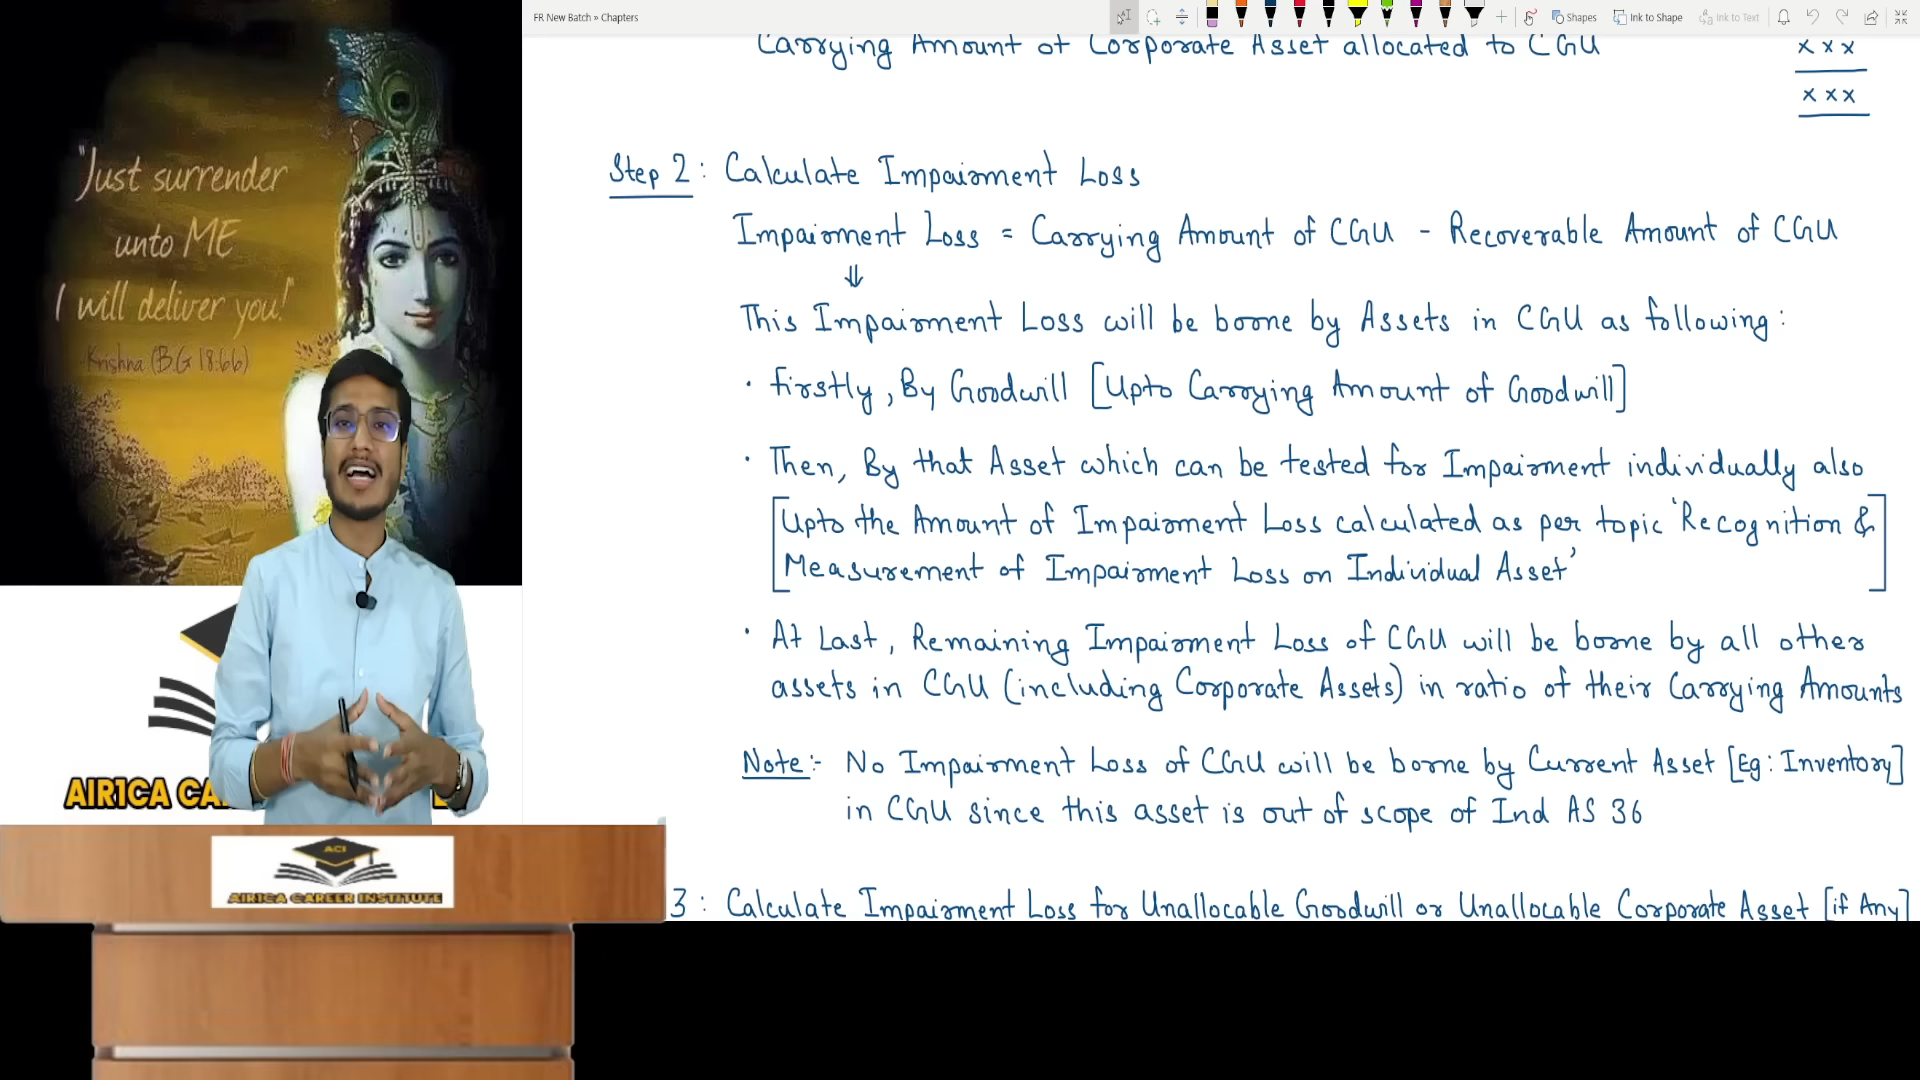 FR New Batch » Chapters
Shapes
Ink to Shape
Ink to Text
"Just surrender
unto ME
I will deliver you!"
-Krishna (B.G 18:66)
Carrying Amount of Corporate Asset allocated to CGU xxx
xxx
Step 2 : Calculate Impairment Loss
Impairment Loss = Carrying Amount of CGU - Recoverable Amount of CGU
⇓
This Impairment Loss will be borne by Assets in CGU as following :
• Firstly, By Goodwill [Upto Carrying Amount of Goodwill]
• Then, By that Asset which can be tested for Impairment individually also
[Upto the Amount of Impairment Loss calculated as per topic 'Recognition &
Measurement of Impairment Loss on Individual Asset']
• At Last, Remaining Impairment Loss of CGU will be borne by all other
assets in CGU (including Corporate Assets) in ratio of their Carrying Amounts
Note :- No Impairment Loss of CGU will be borne by Current Asset [Eg : Inventory]
in CGU since this asset is out of scope of Ind AS 36
3 : Calculate Impairment Loss for Unallocable Goodwill or Unallocable Corporate Asset [if Any]
AIR1CA CA
E
ACI
AIR1CA CAREER INSTITUTE